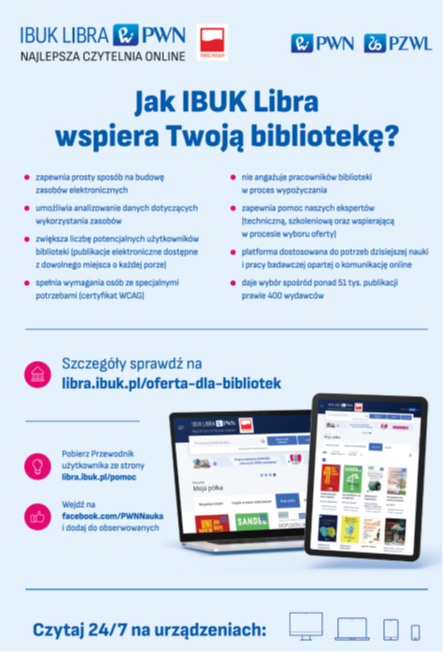 IBUK LIBRA PWN
NAJLEPSZA CZYTELNIA ONLINE
PWN PZWL
Jak IBUK Libra
wspiera Twoją bibliotekę?
zapewnia prosty sposób na budowę
zasobów elektronicznych
umożliwia analizowanie danych dotyczących
wykorzystania zasobów
zwiększa liczbę potencjalnych użytkowników
biblioteki (publikacje elektroniczne dostępne
z dowolnego miejsca o każdej porze)
spełnia wymagania osób ze specjalnymi
potrzebami (certyfikat WCAG)
nie angażuje pracowników biblioteki
w proces wypożyczania
zapewnia pomoc naszych ekspertów
(techniczną, szkoleniową oraz wspierającą
w procesie wyboru oferty)
platforma dostosowana do potrzeb dzisiejszej nauki
i pracy badawczej opartej o komunikację online
daje wybór spośród ponad 51 tys. publikacji
prawie 400 wydawców
Szczegóły sprawdź na
libra.ibuk.pl/oferta-dla-bibliotek
Pobierz Przewodnik
użytkownika ze strony
libra.ibuk.pl/pomoc
Wejdź na
facebook.com/PWNNauka
i dodaj do obserwowanych
IBUK LIBRA PWN
Moja półka
Czytaj 24/7 na urządzeniach: